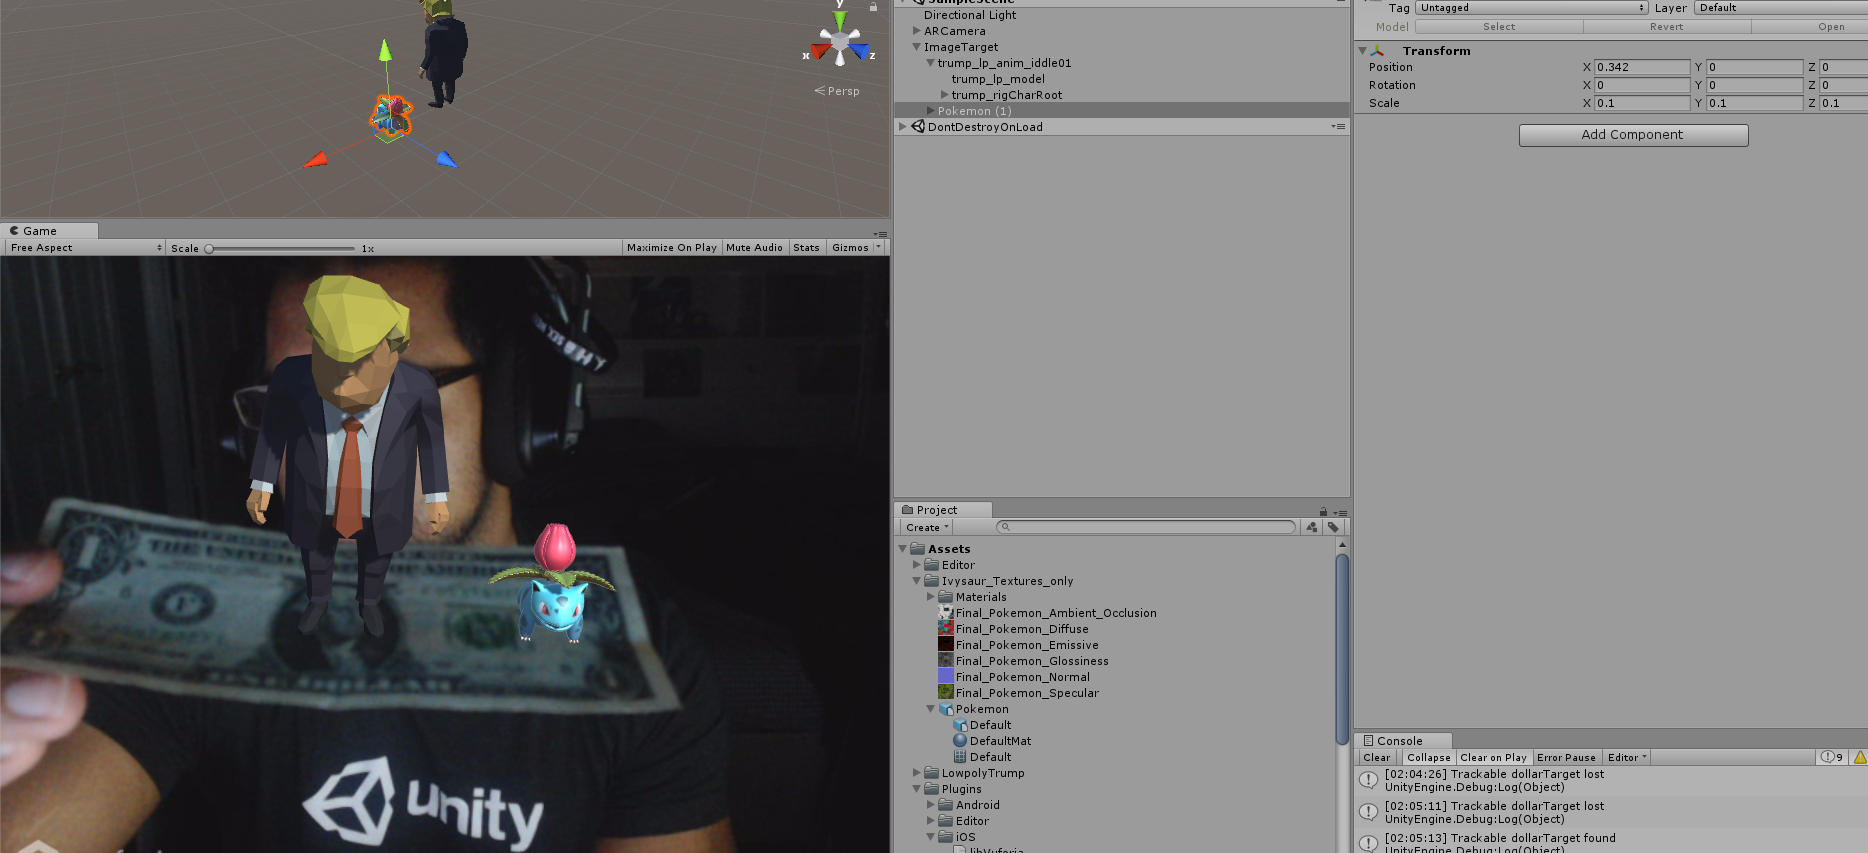 SampleScene
Directional Light
ARCamera
ImageTarget
trump_lp_anim_iddle01
trump_lp_model
trump_rigCharRoot
Pokemon (1)
DontDestroyOnLoad
y
x
z
Persp
Tag Untagged Layer Default
Model Select Revert Open
Transform
Position X 0.342 Y 0 Z 0
Rotation X 0 Y 0 Z 0
Scale X 0.1 Y 0.1 Z 0.1
Add Component
Game
Free Aspect Scale 1x Maximize On Play Mute Audio Stats Gizmos
THE UNITED
1
unity
Project
Create
Assets
Editor
Ivysaur_Textures_only
Materials
Final_Pokemon_Ambient_Occlusion
Final_Pokemon_Diffuse
Final_Pokemon_Emissive
Final_Pokemon_Glossiness
Final_Pokemon_Normal
Final_Pokemon_Specular
Pokemon
Default
DefaultMat
Default
LowpolyTrump
Plugins
Android
Editor
iOS
libVuforia
Console
Clear Collapse Clear on Play Error Pause Editor 9
[02:04:26] Trackable dollarTarget lost
UnityEngine.Debug:Log(Object)
[02:05:11] Trackable dollarTarget lost
UnityEngine.Debug:Log(Object)
[02:05:13] Trackable dollarTarget found
UnityEngine.Debug:Log(Object)